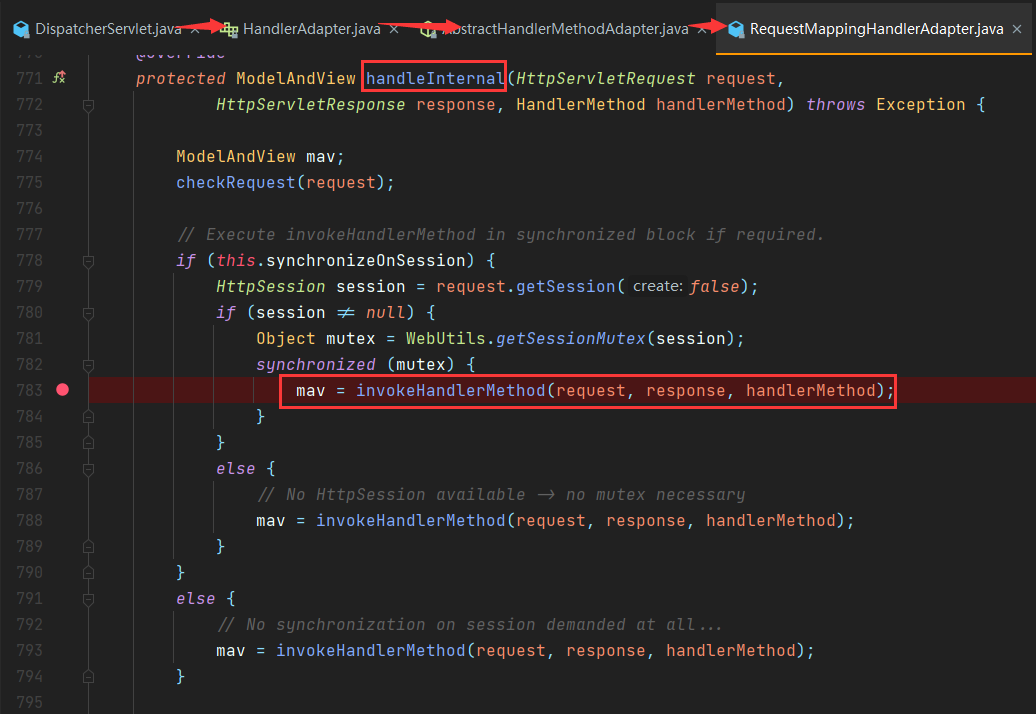 DispatcherServlet.java × HandlerAdapter.java × AbstractHandlerMethodAdapter.java × RequestMappingHandlerAdapter.java ×
@Override
771 protected ModelAndView handleInternal(HttpServletRequest request,
772 HttpServletResponse response, HandlerMethod handlerMethod) throws Exception {
773
774 ModelAndView mav;
775 checkRequest(request);
776
777 // Execute invokeHandlerMethod in synchronized block if required.
778 if (this.synchronizeOnSession) {
779 HttpSession session = request.getSession( create: false);
780 if (session ≠ null) {
781 Object mutex = WebUtils.getSessionMutex(session);
782 synchronized (mutex) {
783 mav = invokeHandlerMethod(request, response, handlerMethod);
784 }
785 }
786 else {
787 // No HttpSession available → no mutex necessary
788 mav = invokeHandlerMethod(request, response, handlerMethod);
789 }
790 }
791 else {
792 // No synchronization on session demanded at all...
793 mav = invokeHandlerMethod(request, response, handlerMethod);
794 }
795